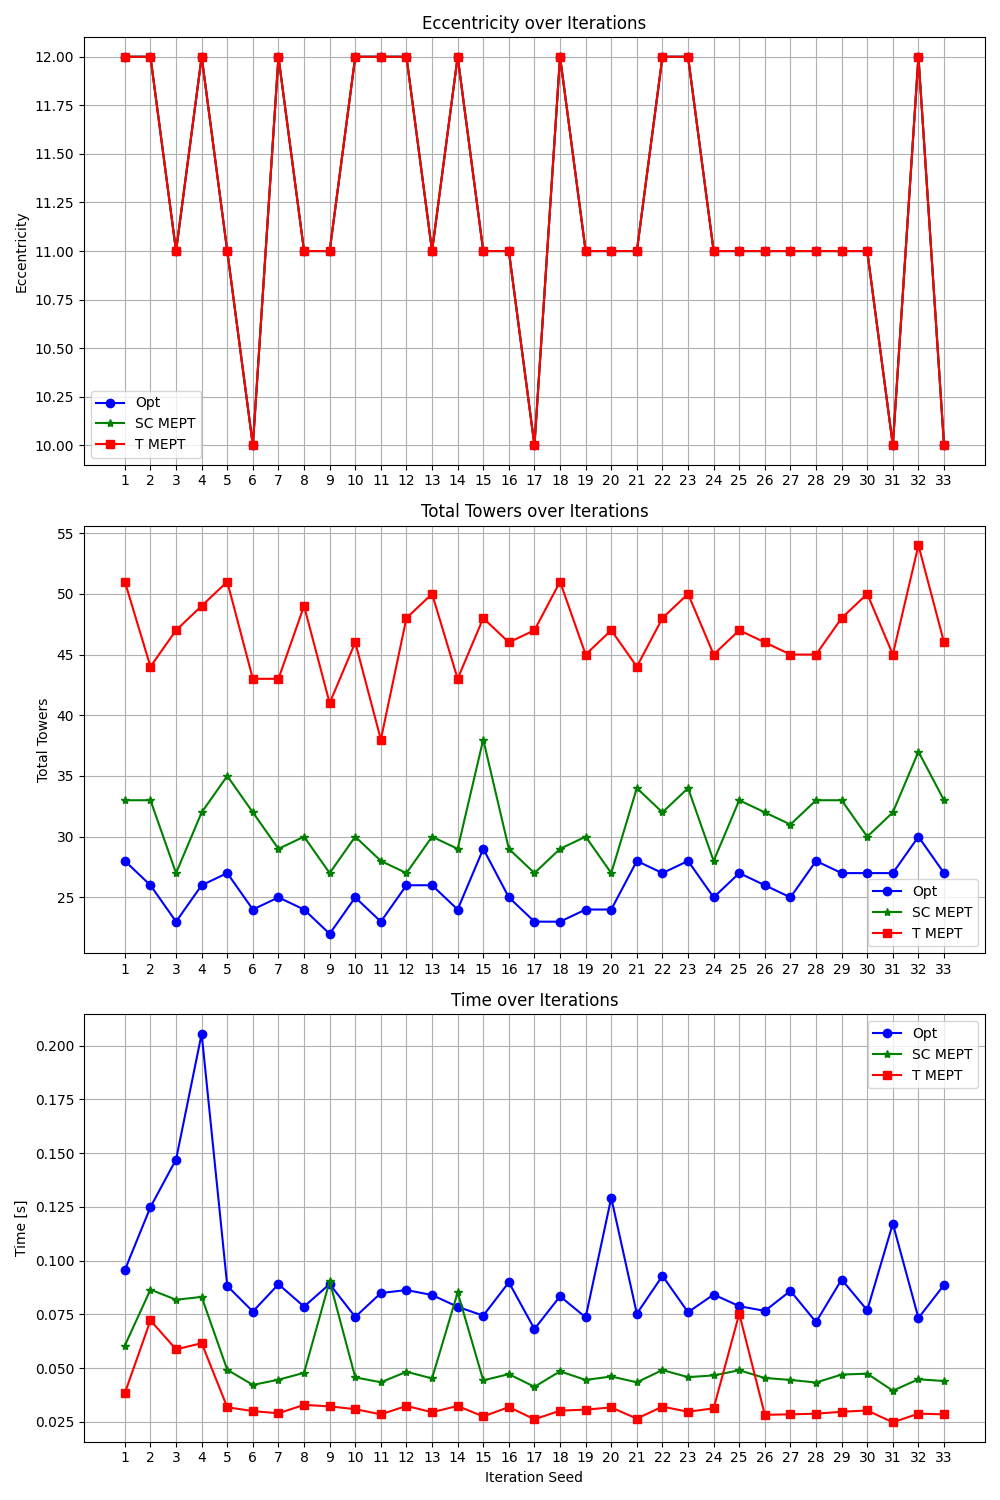 Eccentricity over Iterations
Eccentricity
12.00
11.75
11.50
11.25
11.00
10.75
10.50
10.25
10.00
Opt
SC MEPT
T MEPT
1 2 3 4 5 6 7 8 9 10 11 12 13 14 15 16 17 18 19 20 21 22 23 24 25 26 27 28 29 30 31 32 33
Total Towers over Iterations
Total Towers
55
50
45
40
35
30
25
Opt
SC MEPT
T MEPT
1 2 3 4 5 6 7 8 9 10 11 12 13 14 15 16 17 18 19 20 21 22 23 24 25 26 27 28 29 30 31 32 33
Time over Iterations
Time [s]
0.200
0.175
0.150
0.125
0.100
0.075
0.050
0.025
Opt
SC MEPT
T MEPT
1 2 3 4 5 6 7 8 9 10 11 12 13 14 15 16 17 18 19 20 21 22 23 24 25 26 27 28 29 30 31 32 33
Iteration Seed